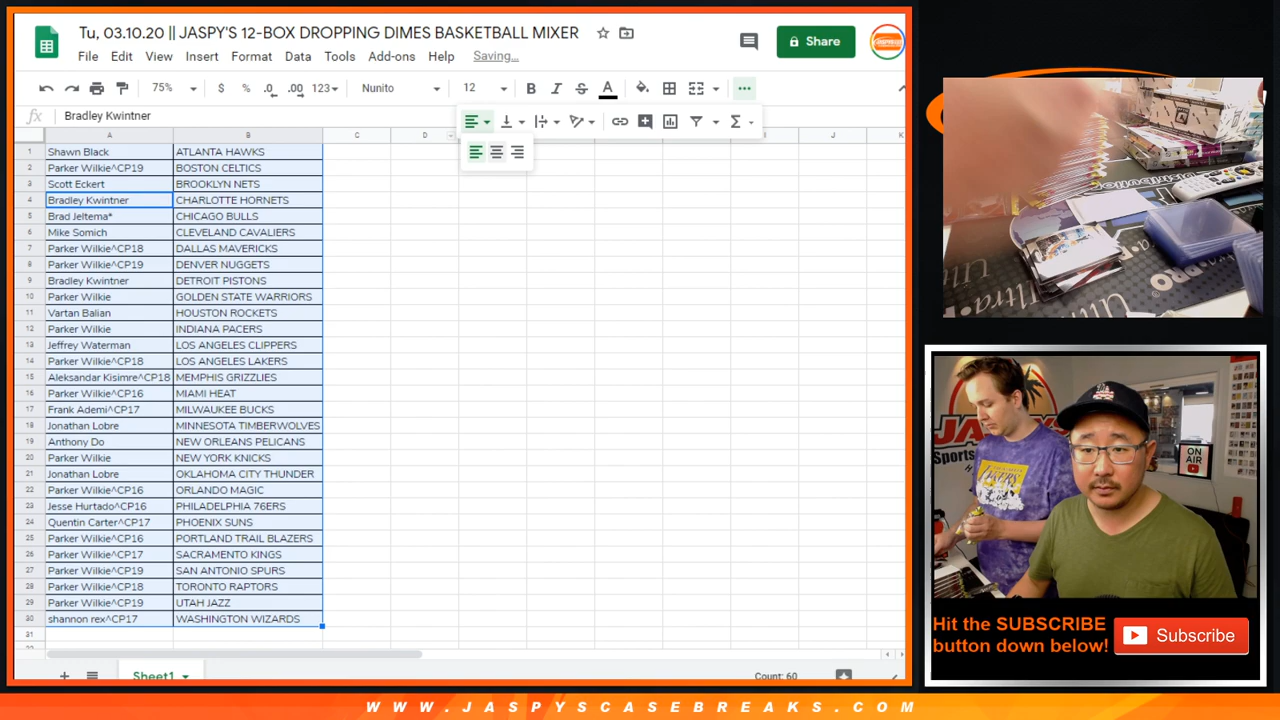 Tu, 03.10.20 || JASPY'S 12-BOX DROPPING DIMES BASKETBALL MIXER
File Edit View Insert Format Data Tools Add-ons Help Saving...
Share
75% $ % .0 .00 123 Nunito 12 B I S A
fx Bradley Kwintner
A B C D J K
1 Shawn Black ATLANTA HAWKS
2 Parker Wilkie^CP19 BOSTON CELTICS
3 Scott Eckert BROOKLYN NETS
4 Bradley Kwintner CHARLOTTE HORNETS
5 Brad Jeltema* CHICAGO BULLS
6 Mike Somich CLEVELAND CAVALIERS
7 Parker Wilkie^CP18 DALLAS MAVERICKS
8 Parker Wilkie^CP19 DENVER NUGGETS
9 Bradley Kwintner DETROIT PISTONS
10 Parker Wilkie GOLDEN STATE WARRIORS
11 Vartan Balian HOUSTON ROCKETS
12 Parker Wilkie INDIANA PACERS
13 Jeffrey Waterman LOS ANGELES CLIPPERS
14 Parker Wilkie^CP18 LOS ANGELES LAKERS
15 Aleksandar Kisimre^CP18 MEMPHIS GRIZZLIES
16 Parker Wilkie^CP16 MIAMI HEAT
17 Frank Ademi^CP17 MILWAUKEE BUCKS
18 Jonathan Lobre MINNESOTA TIMBERWOLVES
19 Anthony Do NEW ORLEANS PELICANS
20 Parker Wilkie NEW YORK KNICKS
21 Jonathan Lobre OKLAHOMA CITY THUNDER
22 Parker Wilkie^CP16 ORLANDO MAGIC
23 Jesse Hurtado^CP16 PHILADELPHIA 76ERS
24 Quentin Carter^CP17 PHOENIX SUNS
25 Parker Wilkie^CP16 PORTLAND TRAIL BLAZERS
26 Parker Wilkie^CP17 SACRAMENTO KINGS
27 Parker Wilkie^CP19 SAN ANTONIO SPURS
28 Parker Wilkie^CP18 TORONTO RAPTORS
29 Parker Wilkie^CP19 UTAH JAZZ
30 shannon rex^CP17 WASHINGTON WIZARDS
31
Sheet1
Count: 60
Ultra PRO
JASPY'S
Sports
ON
AIR
Hit the SUBSCRIBE
button down below!
Subscribe
WWW.JASPYSCASEBREAKS.COM